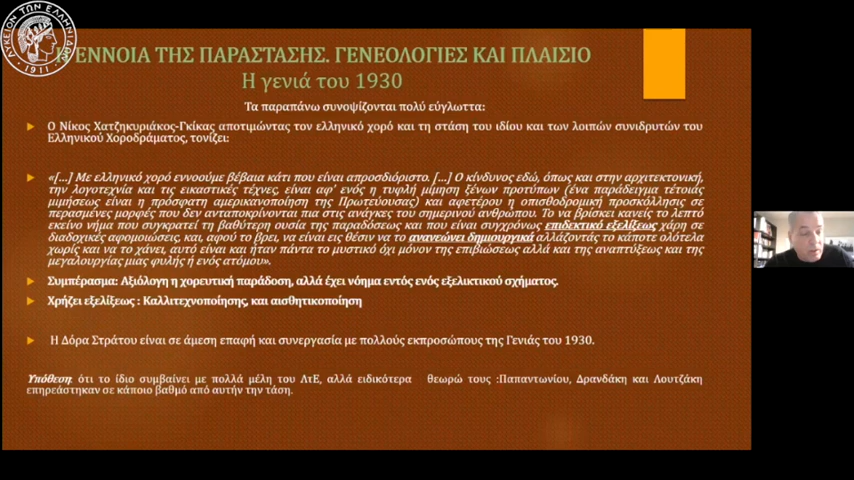 ΛΥΚΕΙΟΝ ΤΩΝ ΕΛΛΗΝΙΔΩΝ
1911
ΕΝΝΟΙΑ ΤΗΣ ΠΑΡΑΣΤΑΣΗΣ. ΓΕΝΕΟΛΟΓΙΕΣ ΚΑΙ ΠΛΑΙΣΙΟ
Η γενιά του 1930
Τα παραπάνω συνοψίζονται πολύ εύγλωττα:
Ο Νίκος Χατζηκυριάκος-Γκίκας αποτιμώντας τον ελληνικό χορό και τη στάση του ιδίου και των λοιπών συνιδρυτών του
Ελληνικού Χοροδράματος, τονίζει:
«[...] Με ελληνικό χορό εννοούμε βέβαια κάτι που είναι απροσδιόριστο. [...] Ο κίνδυνος εδώ, όπως και στην αρχιτεκτονική,
την λογοτεχνία και τις εικαστικές τέχνες, είναι αφ' ενός η τυφλή μίμηση ξένων προτύπων (ένα παράδειγμα τέτοιας
μιμήσεως είναι η πρόσφατη αμερικανοποίηση της Πρωτεύουσας) και αφετέρου η οπισθοδρομική προσκόλλησις σε
περασμένες μορφές που δεν ανταποκρίνονται πια στις ανάγκες του σημερινού ανθρώπου. Το να βρίσκει κανείς το λεπτό
εκείνο νήμα που συγκρατεί την βαθύτερη ουσία της παραδόσεως και που είναι συγχρόνως επιδεκτικό εξελίξεως χάρη σε
διαδοχικές αφομοιώσεις, και, αφού το βρει, να είναι εις θέσιν να το ανανεώνει δημιουργικά αλλάζοντάς το κάποτε ολότελα
χωρίς και να το χάνει, αυτό είναι και ήταν πάντα το μυστικό όχι μόνον της επιβιώσεως αλλά και της αναπτύξεως και της
μεγαλουργίας μιας φυλής ή ενός ατόμου».
Συμπέρασμα: Αξιόλογη η χορευτική παράδοση, αλλά έχει νόημα εντός ενός εξελικτικού σχήματος.
Χρήζει εξελίξεως : Καλλιτεχνοποίησης, και αισθητικοποίηση
Η Δόρα Στράτου είναι σε άμεση επαφή και συνεργασία με πολλούς εκπροσώπους της Γενιάς του 1930.
Υπόθεση: ότι το ίδιο συμβαίνει με πολλά μέλη του ΛτΕ, αλλά ειδικότερα θεωρώ τους :Παπαντωνίου, Δρανδάκη και Λουτζάκη
επηρεάστηκαν σε κάποιο βαθμό από αυτήν την τάση.